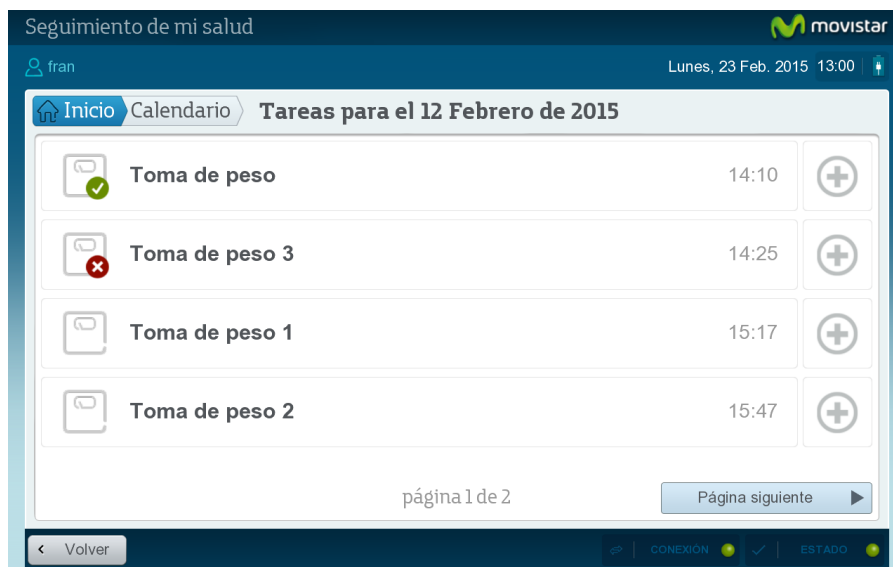 Seguimiento de mi salud
movistar
fran
Lunes, 23 Feb. 2015 13:00
Inicio Calendario Tareas para el 12 Febrero de 2015
Toma de peso 14:10
Toma de peso 3 14:25
Toma de peso 1 15:17
Toma de peso 2 15:47
página 1 de 2
Página siguiente
Volver
CONEXIÓN
ESTADO